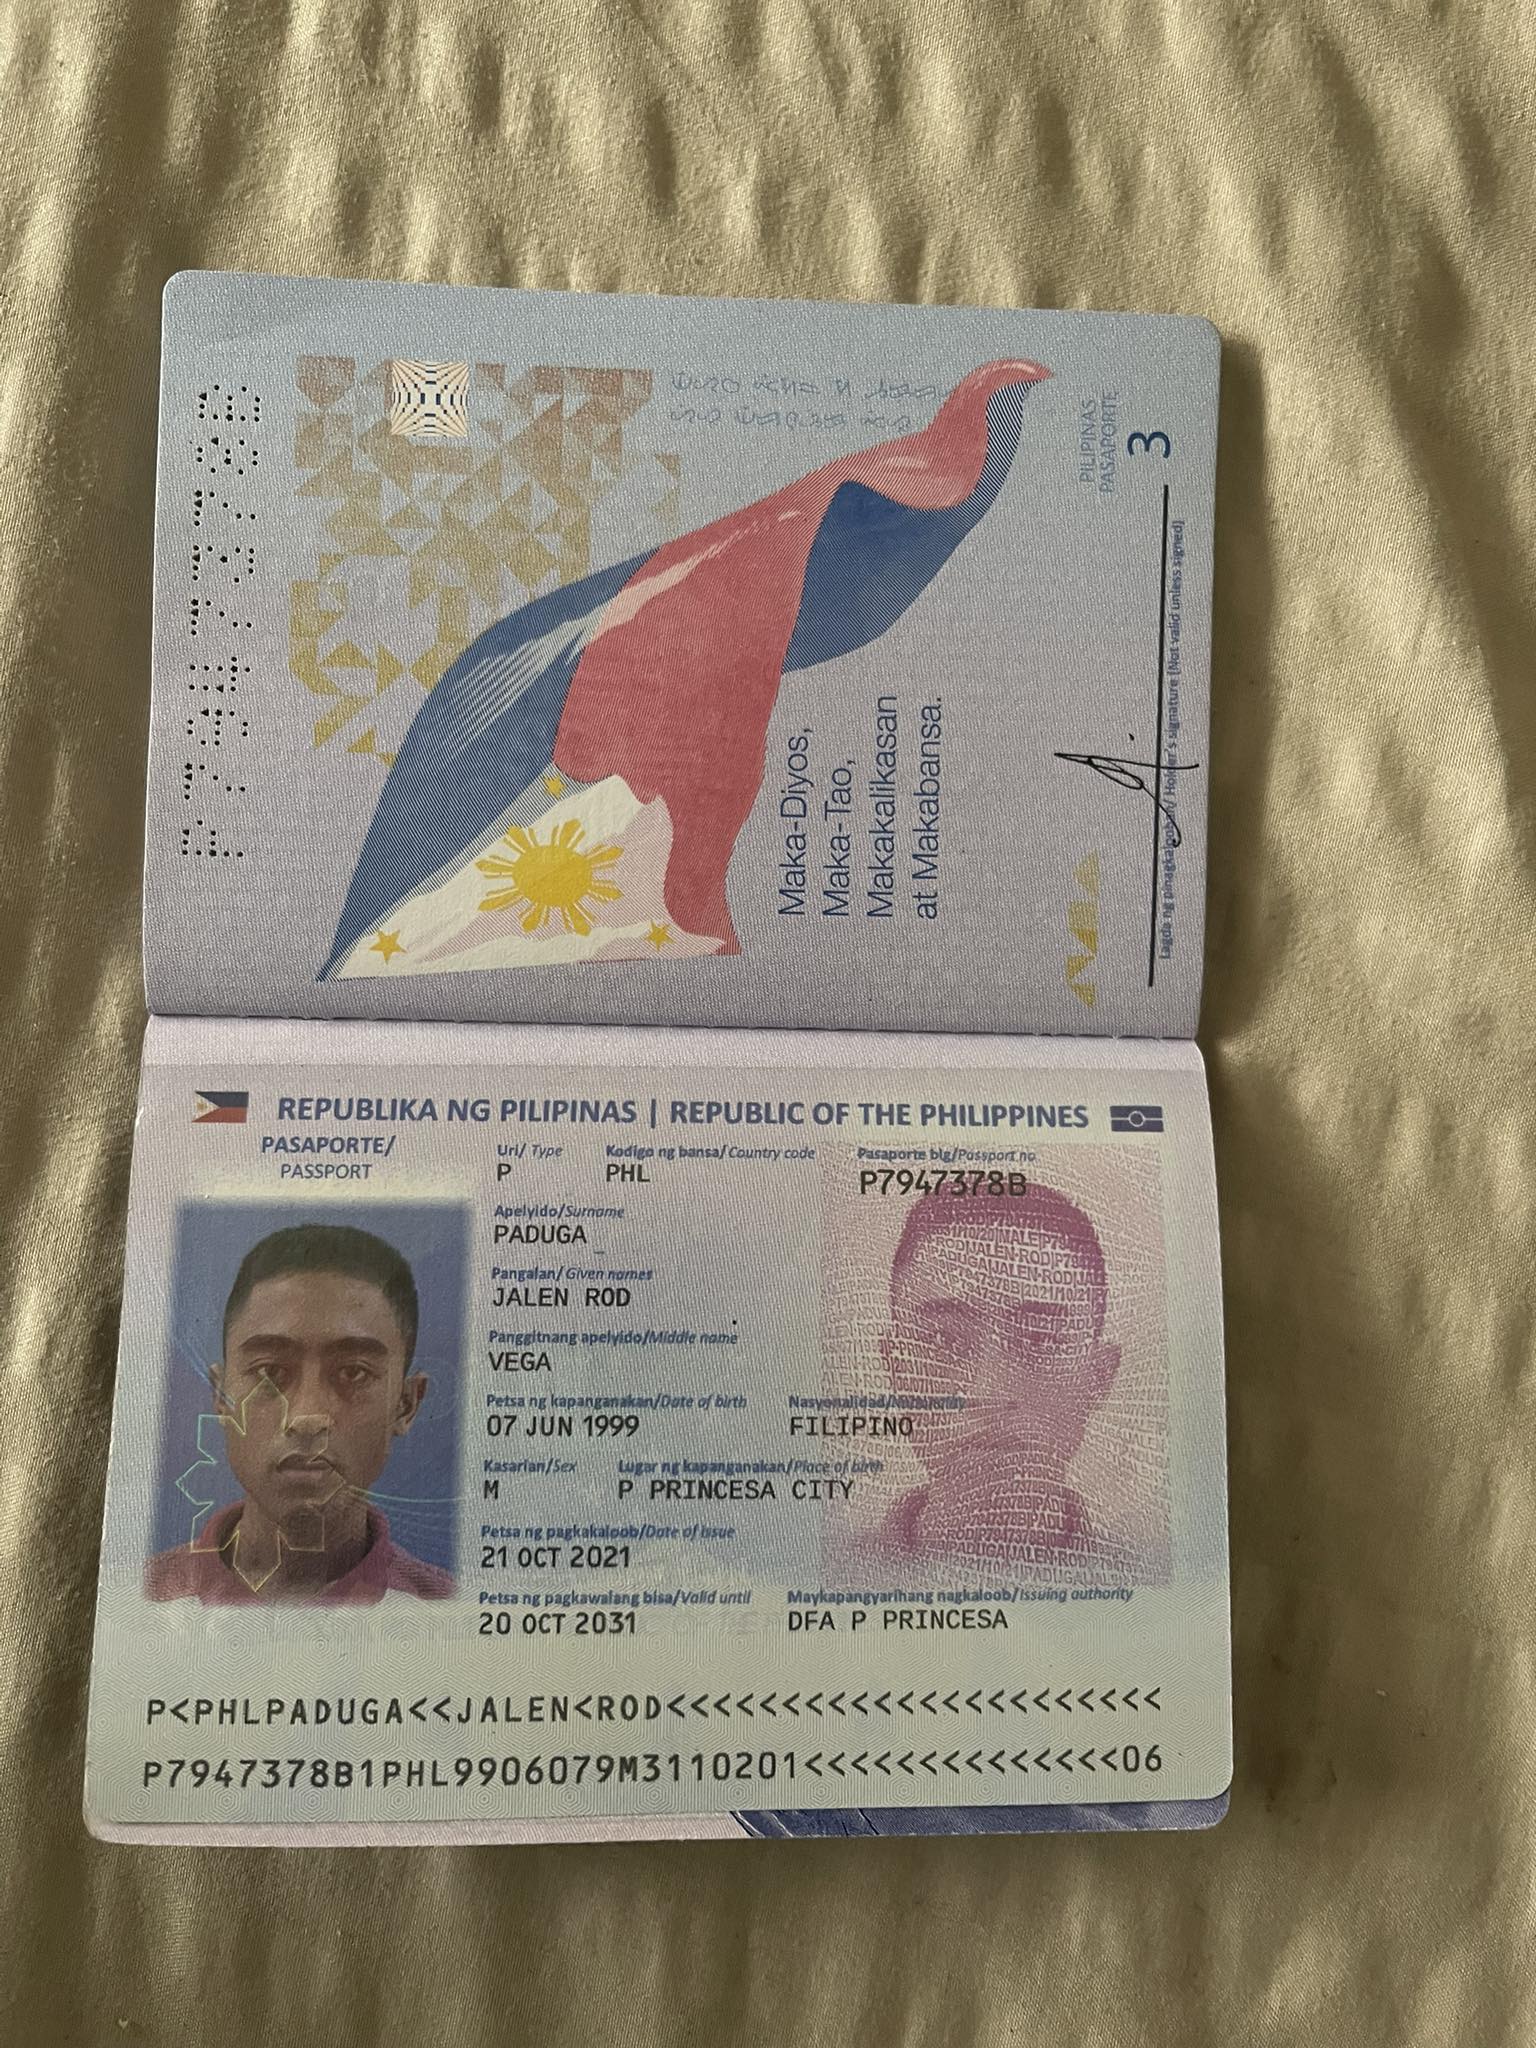 P7947378B
PILIPINAS
PASAPORTE
3
Maka-Diyos,
Maka-Tao,
Makakalikasan
at Makabansa.
Lagda ng pinagkalooban/ Holder's signature (Not valid unless signed)
REPUBLIKA NG PILIPINAS | REPUBLIC OF THE PHILIPPINES
PASAPORTE/
PASSPORT
Uri/ Type
P
Kodigo ng bansa/ Country code
PHL
Pasaporte blg/Passport no
P7947378B
Apelyido/Surname
PADUGA
Pangalan/ Given names
JALEN ROD
Panggitnang apelyido/Middle name
VEGA
Petsa ng kapanganakan/Date of birth
07 JUN 1999
Nasyonalidad/Nationality
FILIPINO
Kasarian/Sex
M
Lugar ng kapanganakan/Place of birth
P PRINCESA CITY
Petsa ng pagkakaloob/Date of issue
21 OCT 2021
Petsa ng pagkawalang bisa/Valid until
20 OCT 2031
Maykapangyarihang nagkaloob/Issuing authority
DFA P PRINCESA
P<PHLPADUGA<<JALEN<ROD<<<<<<<<<<<<<<<<<<<<<<
P7947378B1PHL9906079M3110201<<<<<<<<<<<<<<06